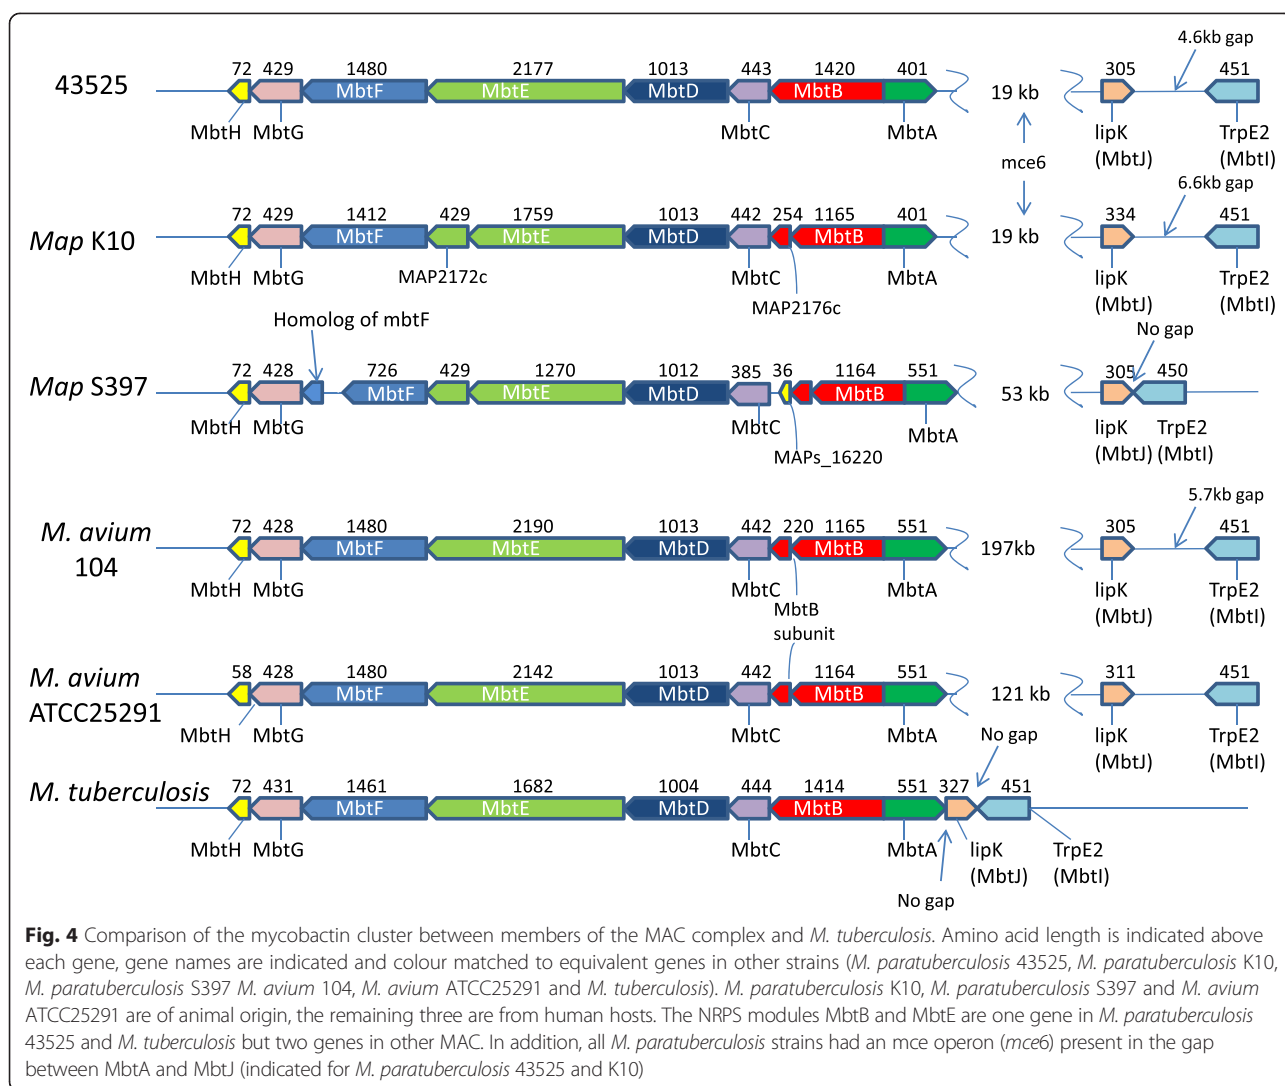 4.6kb gap
72 429 1480 2177 1013 443 1420 401 305 451
43525 MbtF MbtE MbtD MbtB 19 kb
MbtH MbtG MbtC MbtA lipK TrpE2
(MbtJ) (MbtI)
mce6
6.6kb gap
72 429 1412 429 1759 1013 442 254 1165 401 334 451
Map K10 MbtF MbtE MbtD MbtB 19 kb
MbtH MbtG MAP2172c MbtC MbtA lipK TrpE2
(MbtJ) (MbtI)
MAP2176c
Homolog of mbtF No gap
72 428 726 429 1270 1012 385 36 1164 551 305 450
Map S397 MbtF MbtE MbtD MbtB 53 kb
MbtH MbtG MbtC MbtA lipK TrpE2
(MbtJ) (MbtI)
MAPs_16220
5.7kb gap
M. avium 72 428 1480 2190 1013 442 220 1165 551 305 451
104 MbtF MbtE MbtD MbtB 197kb
MbtH MbtG MbtC MbtA lipK TrpE2
(MbtJ) (MbtI)
MbtB
subunit
M. avium 58 428 1480 2142 1013 442 1164 551 311 451
ATCC25291 MbtF MbtE MbtD MbtB 121 kb
MbtH MbtG MbtC MbtA lipK TrpE2
(MbtJ) (MbtI)
No gap
M. tuberculosis 72 431 1461 1682 1004 444 1414 551 327 451
MbtF MbtE MbtD MbtB
MbtH MbtG MbtC MbtA lipK TrpE2
(MbtJ) (MbtI)
No gap
Fig. 4 Comparison of the mycobactin cluster between members of the MAC complex and M. tuberculosis. Amino acid length is indicated above
each gene, gene names are indicated and colour matched to equivalent genes in other strains (M. paratuberculosis 43525, M. paratuberculosis K10,
M. paratuberculosis S397 M. avium 104, M. avium ATCC25291 and M. tuberculosis). M. paratuberculosis K10, M. paratuberculosis S397 and M. avium
ATCC25291 are of animal origin, the remaining three are from human hosts. The NRPS modules MbtB and MbtE are one gene in M. paratuberculosis
43525 and M. tuberculosis but two genes in other MAC. In addition, all M. paratuberculosis strains had an mce operon (mce6) present in the gap
between MbtA and MbtJ (indicated for M. paratuberculosis 43525 and K10)